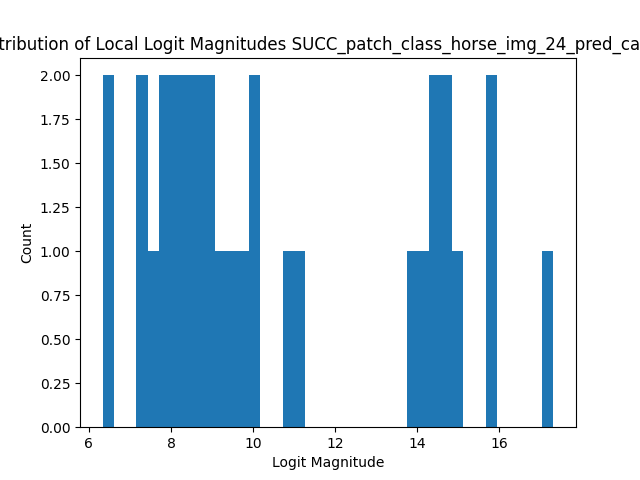 tribution of Local Logit Magnitudes SUCC_patch_class_horse_img_24_pred_ca
2.00
1.75
1.50
1.25
1.00
0.75
0.50
0.25
0.00
Count
6 8 10 12 14 16
Logit Magnitude